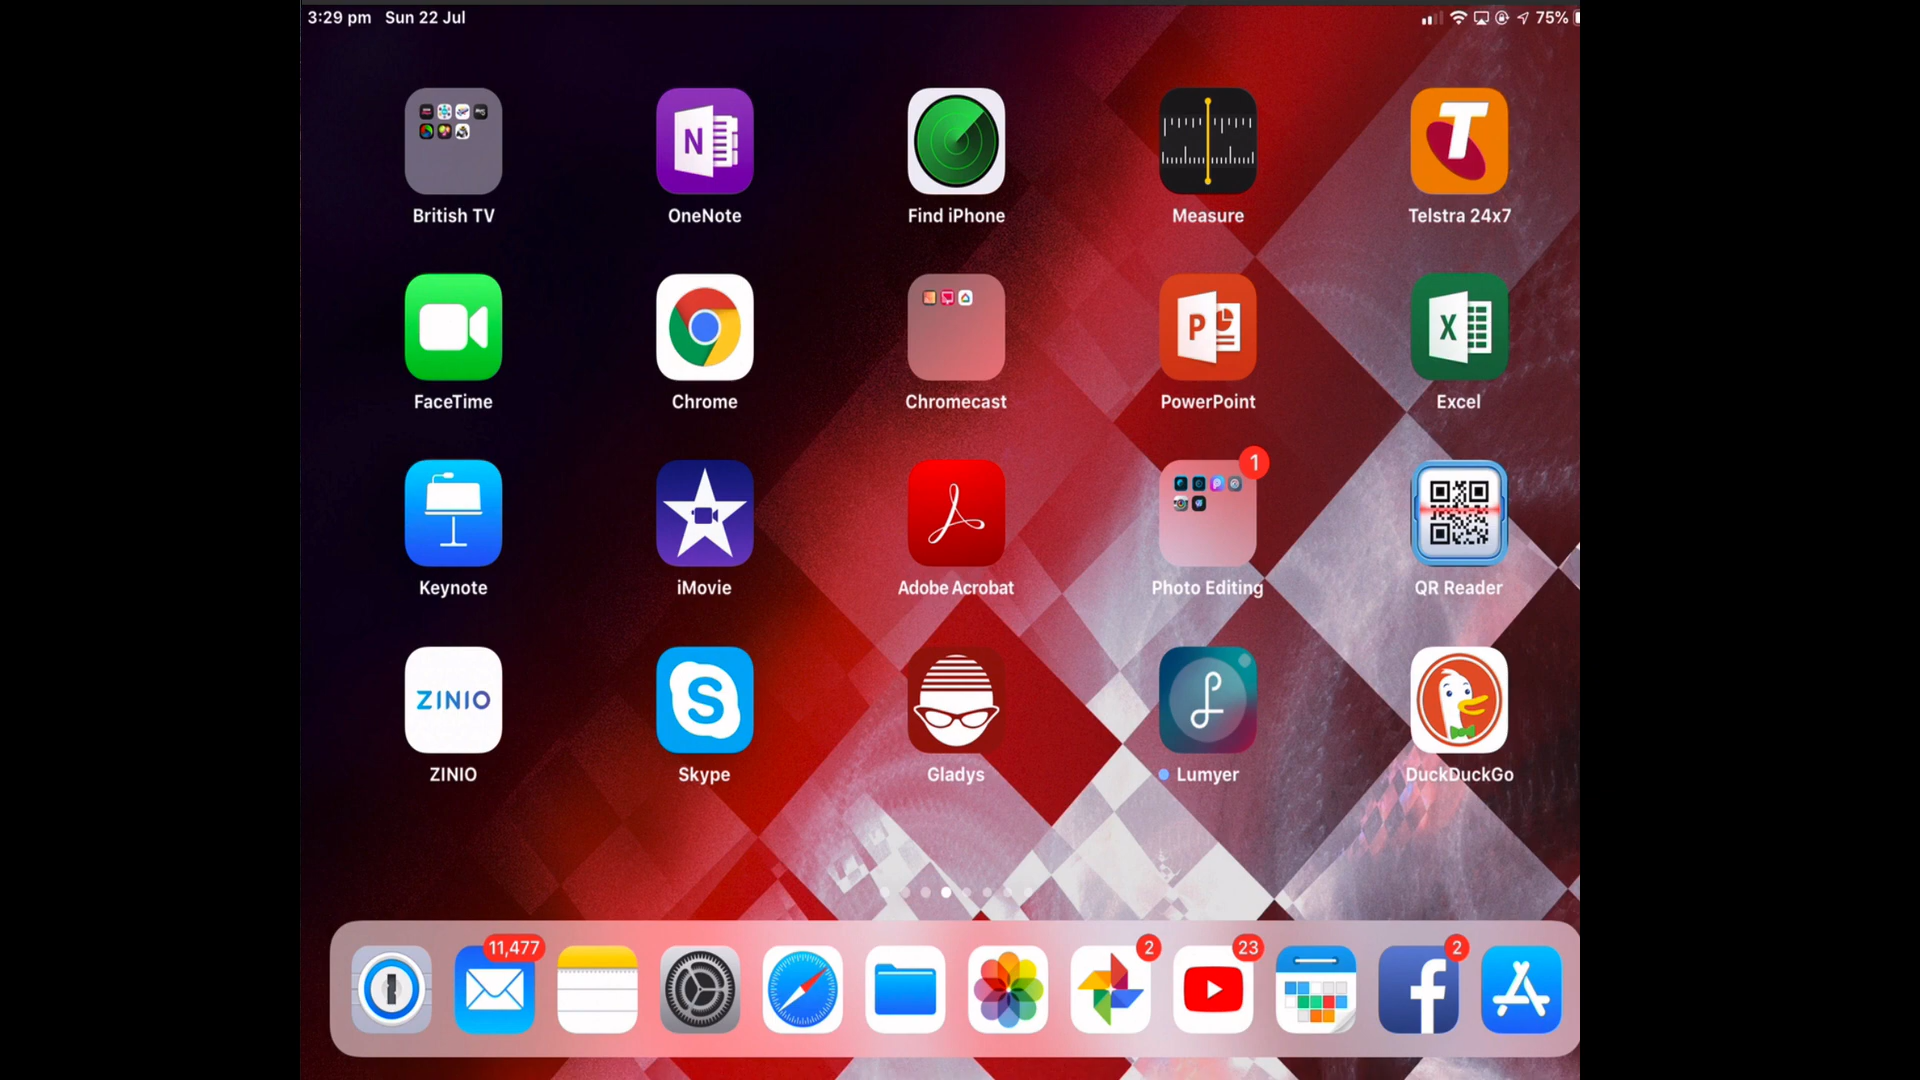 3:29 pm Sun 22 Jul 75%
British TV OneNote Find iPhone Measure Telstra 24x7
FaceTime Chrome Chromecast PowerPoint Excel
1
Keynote iMovie Adobe Acrobat Photo Editing QR Reader
ZINIO
ZINIO Skype Gladys Lumyer DuckDuckGo
11,477 2 23 2